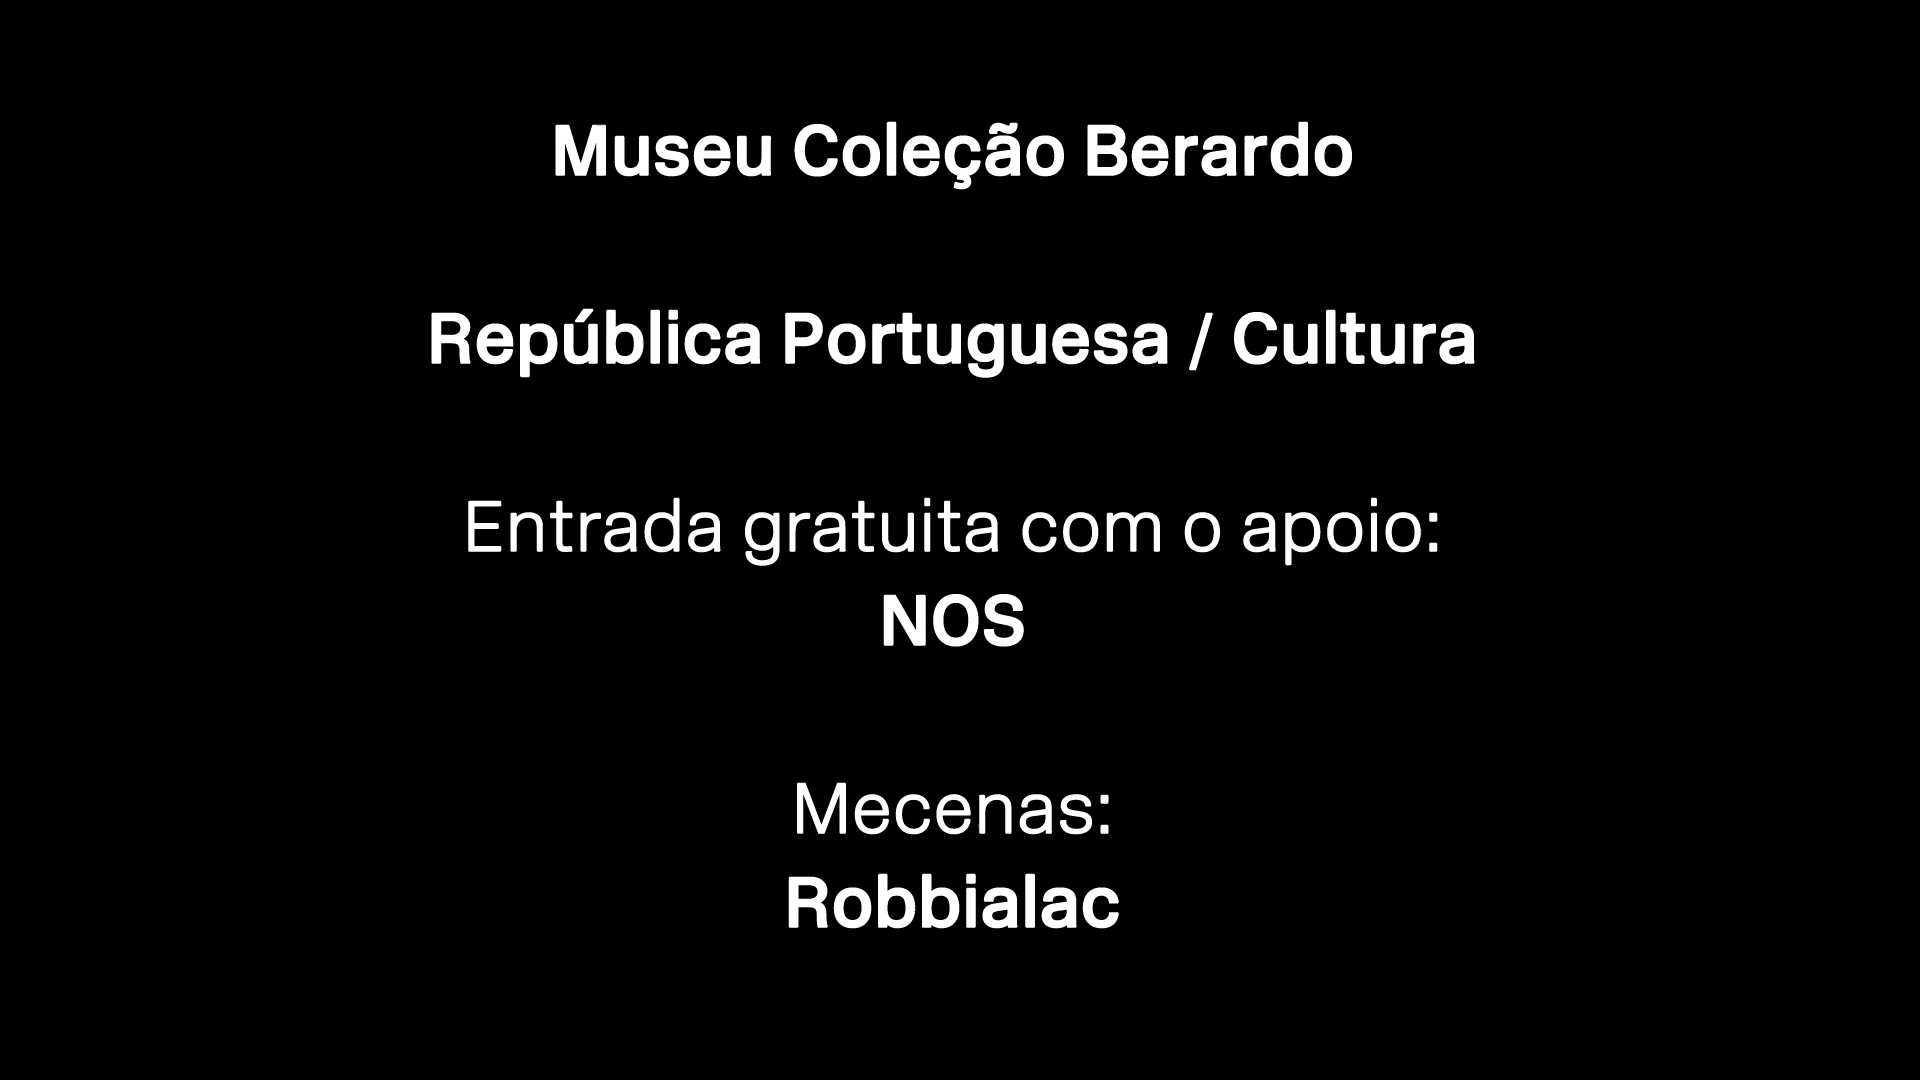 Museu Coleção Berardo
República Portuguesa / Cultura
Entrada gratuita com o apoio:
NOS
Mecenas:
Robbialac